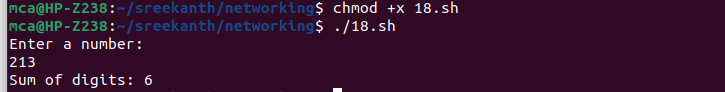 mca@HP-Z238:~/sreekanth/networking$ chmod +x 18.sh
mca@HP-Z238:~/sreekanth/networking$ ./18.sh
Enter a number:
213
Sum of digits: 6